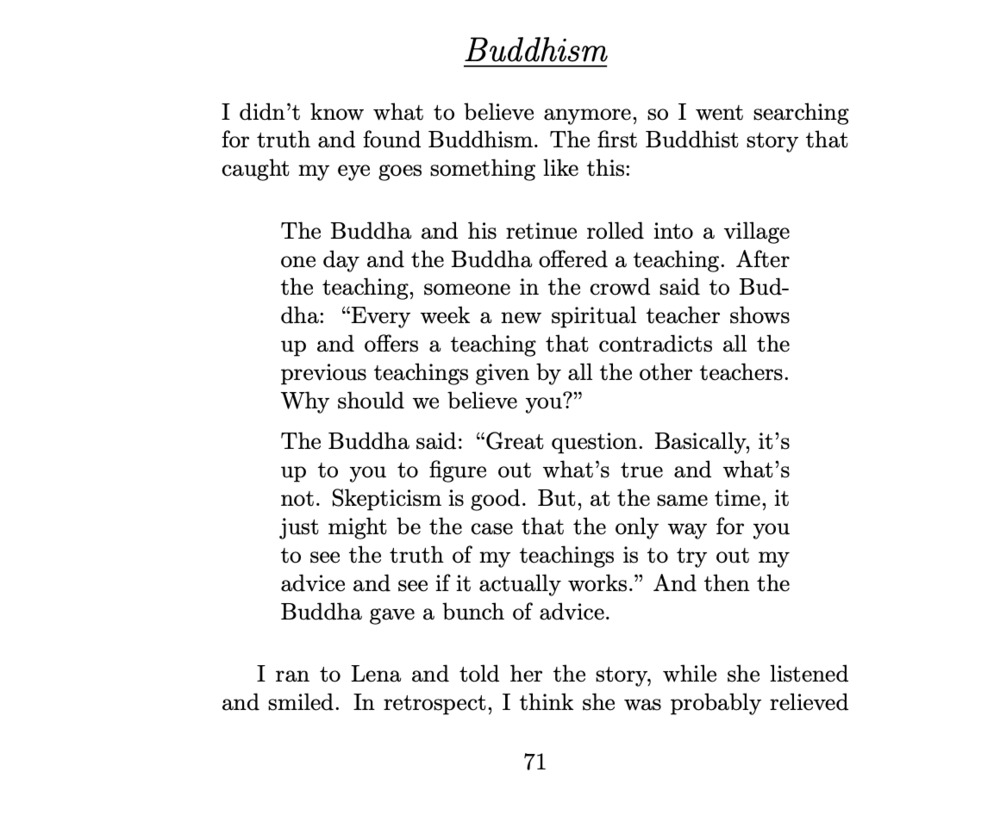 Buddhism
I didn’t know what to believe anymore, so I went searching
for truth and found Buddhism. The first Buddhist story that
caught my eye goes something like this:
The Buddha and his retinue rolled into a village
one day and the Buddha offered a teaching. After
the teaching, someone in the crowd said to Bud-
dha: “Every week a new spiritual teacher shows
up and offers a teaching that contradicts all the
previous teachings given by all the other teachers.
Why should we believe you?”
The Buddha said: “Great question. Basically, it’s
up to you to figure out what’s true and what’s
not. Skepticism is good. But, at the same time, it
just might be the case that the only way for you
to see the truth of my teachings is to try out my
advice and see if it actually works.” And then the
Buddha gave a bunch of advice.
I ran to Lena and told her the story, while she listened
and smiled. In retrospect, I think she was probably relieved
71